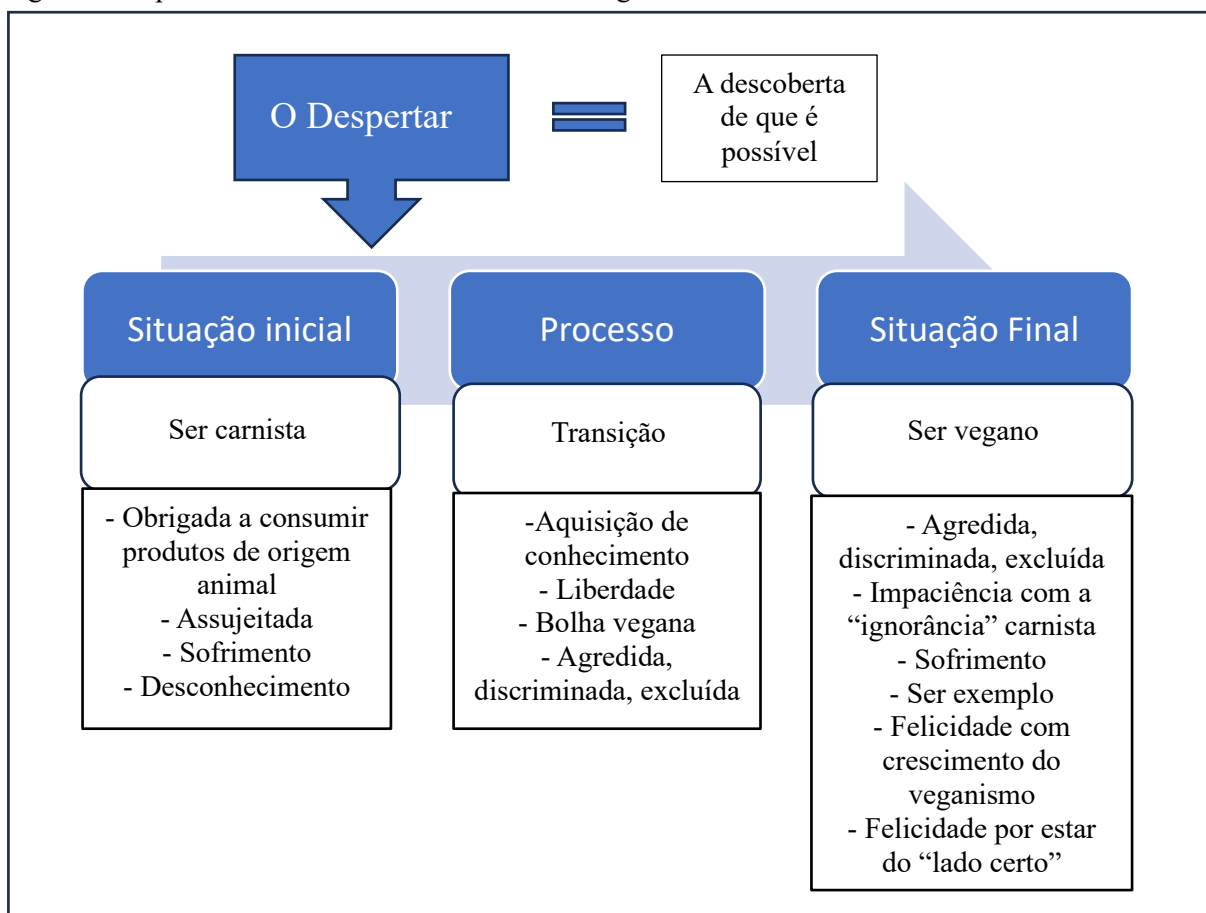 O Despertar
A descoberta
de que é
possível
Situação inicial
Processo
Situação Final
Ser carnista
Transição
Ser vegano
- Obrigada a consumir
produtos de origem
animal
- Assujeitada
- Sofrimento
- Desconhecimento
-Aquisição de
conhecimento
- Liberdade
- Bolha vegana
- Agredida,
discriminada, excluída
- Agredida,
discriminada, excluída
- Impaciência com a
“ignorância” carnista
- Sofrimento
- Ser exemplo
- Felicidade com
crescimento do
veganismo
- Felicidade por estar
do “lado certo”